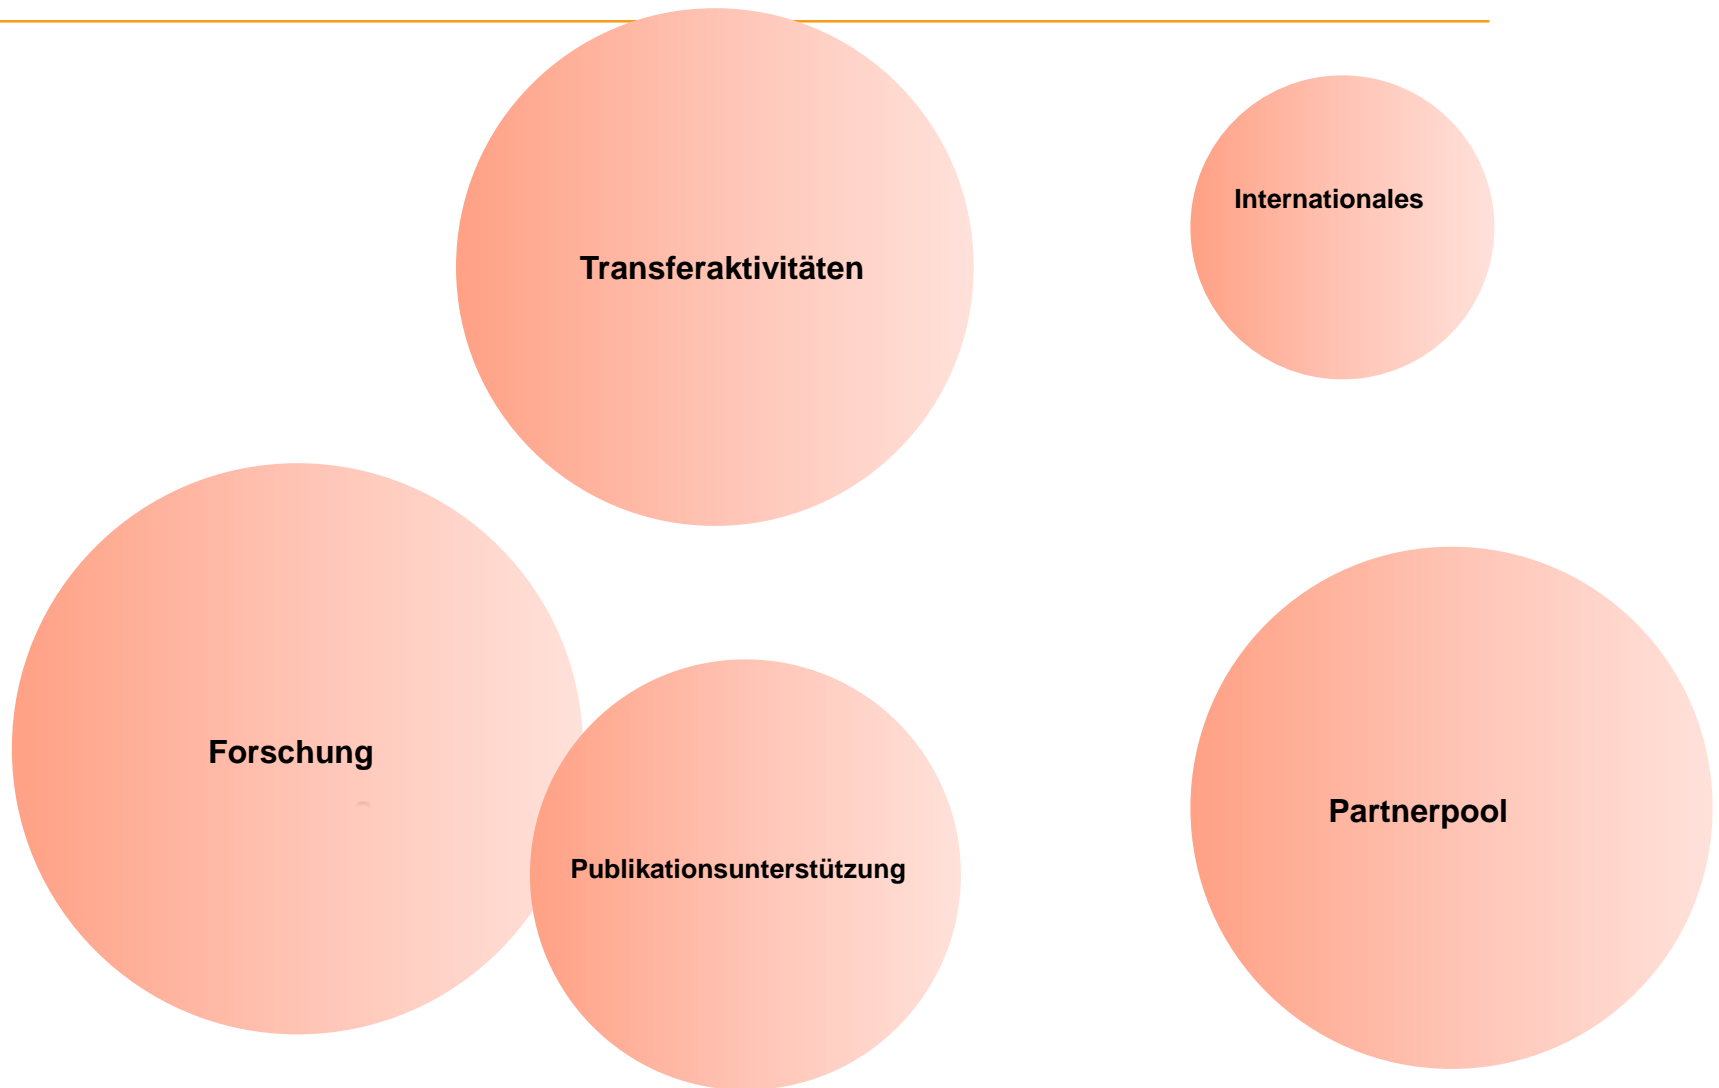 Internationales
Transferaktivitäten
Forschung
Partnerpool
Publikationsunterstützung